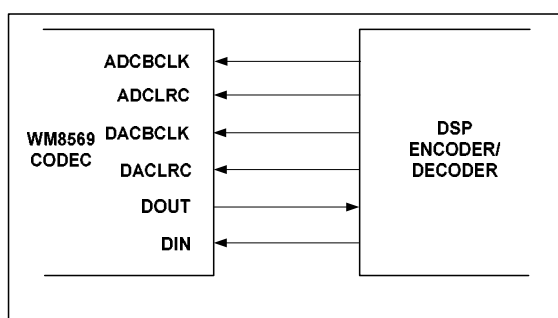 ADCBCLK
ADCLRC
WM8569
CODEC
DACBCLK
DACLRC
DOUT
DIN
DSP
ENCODER/
DECODER